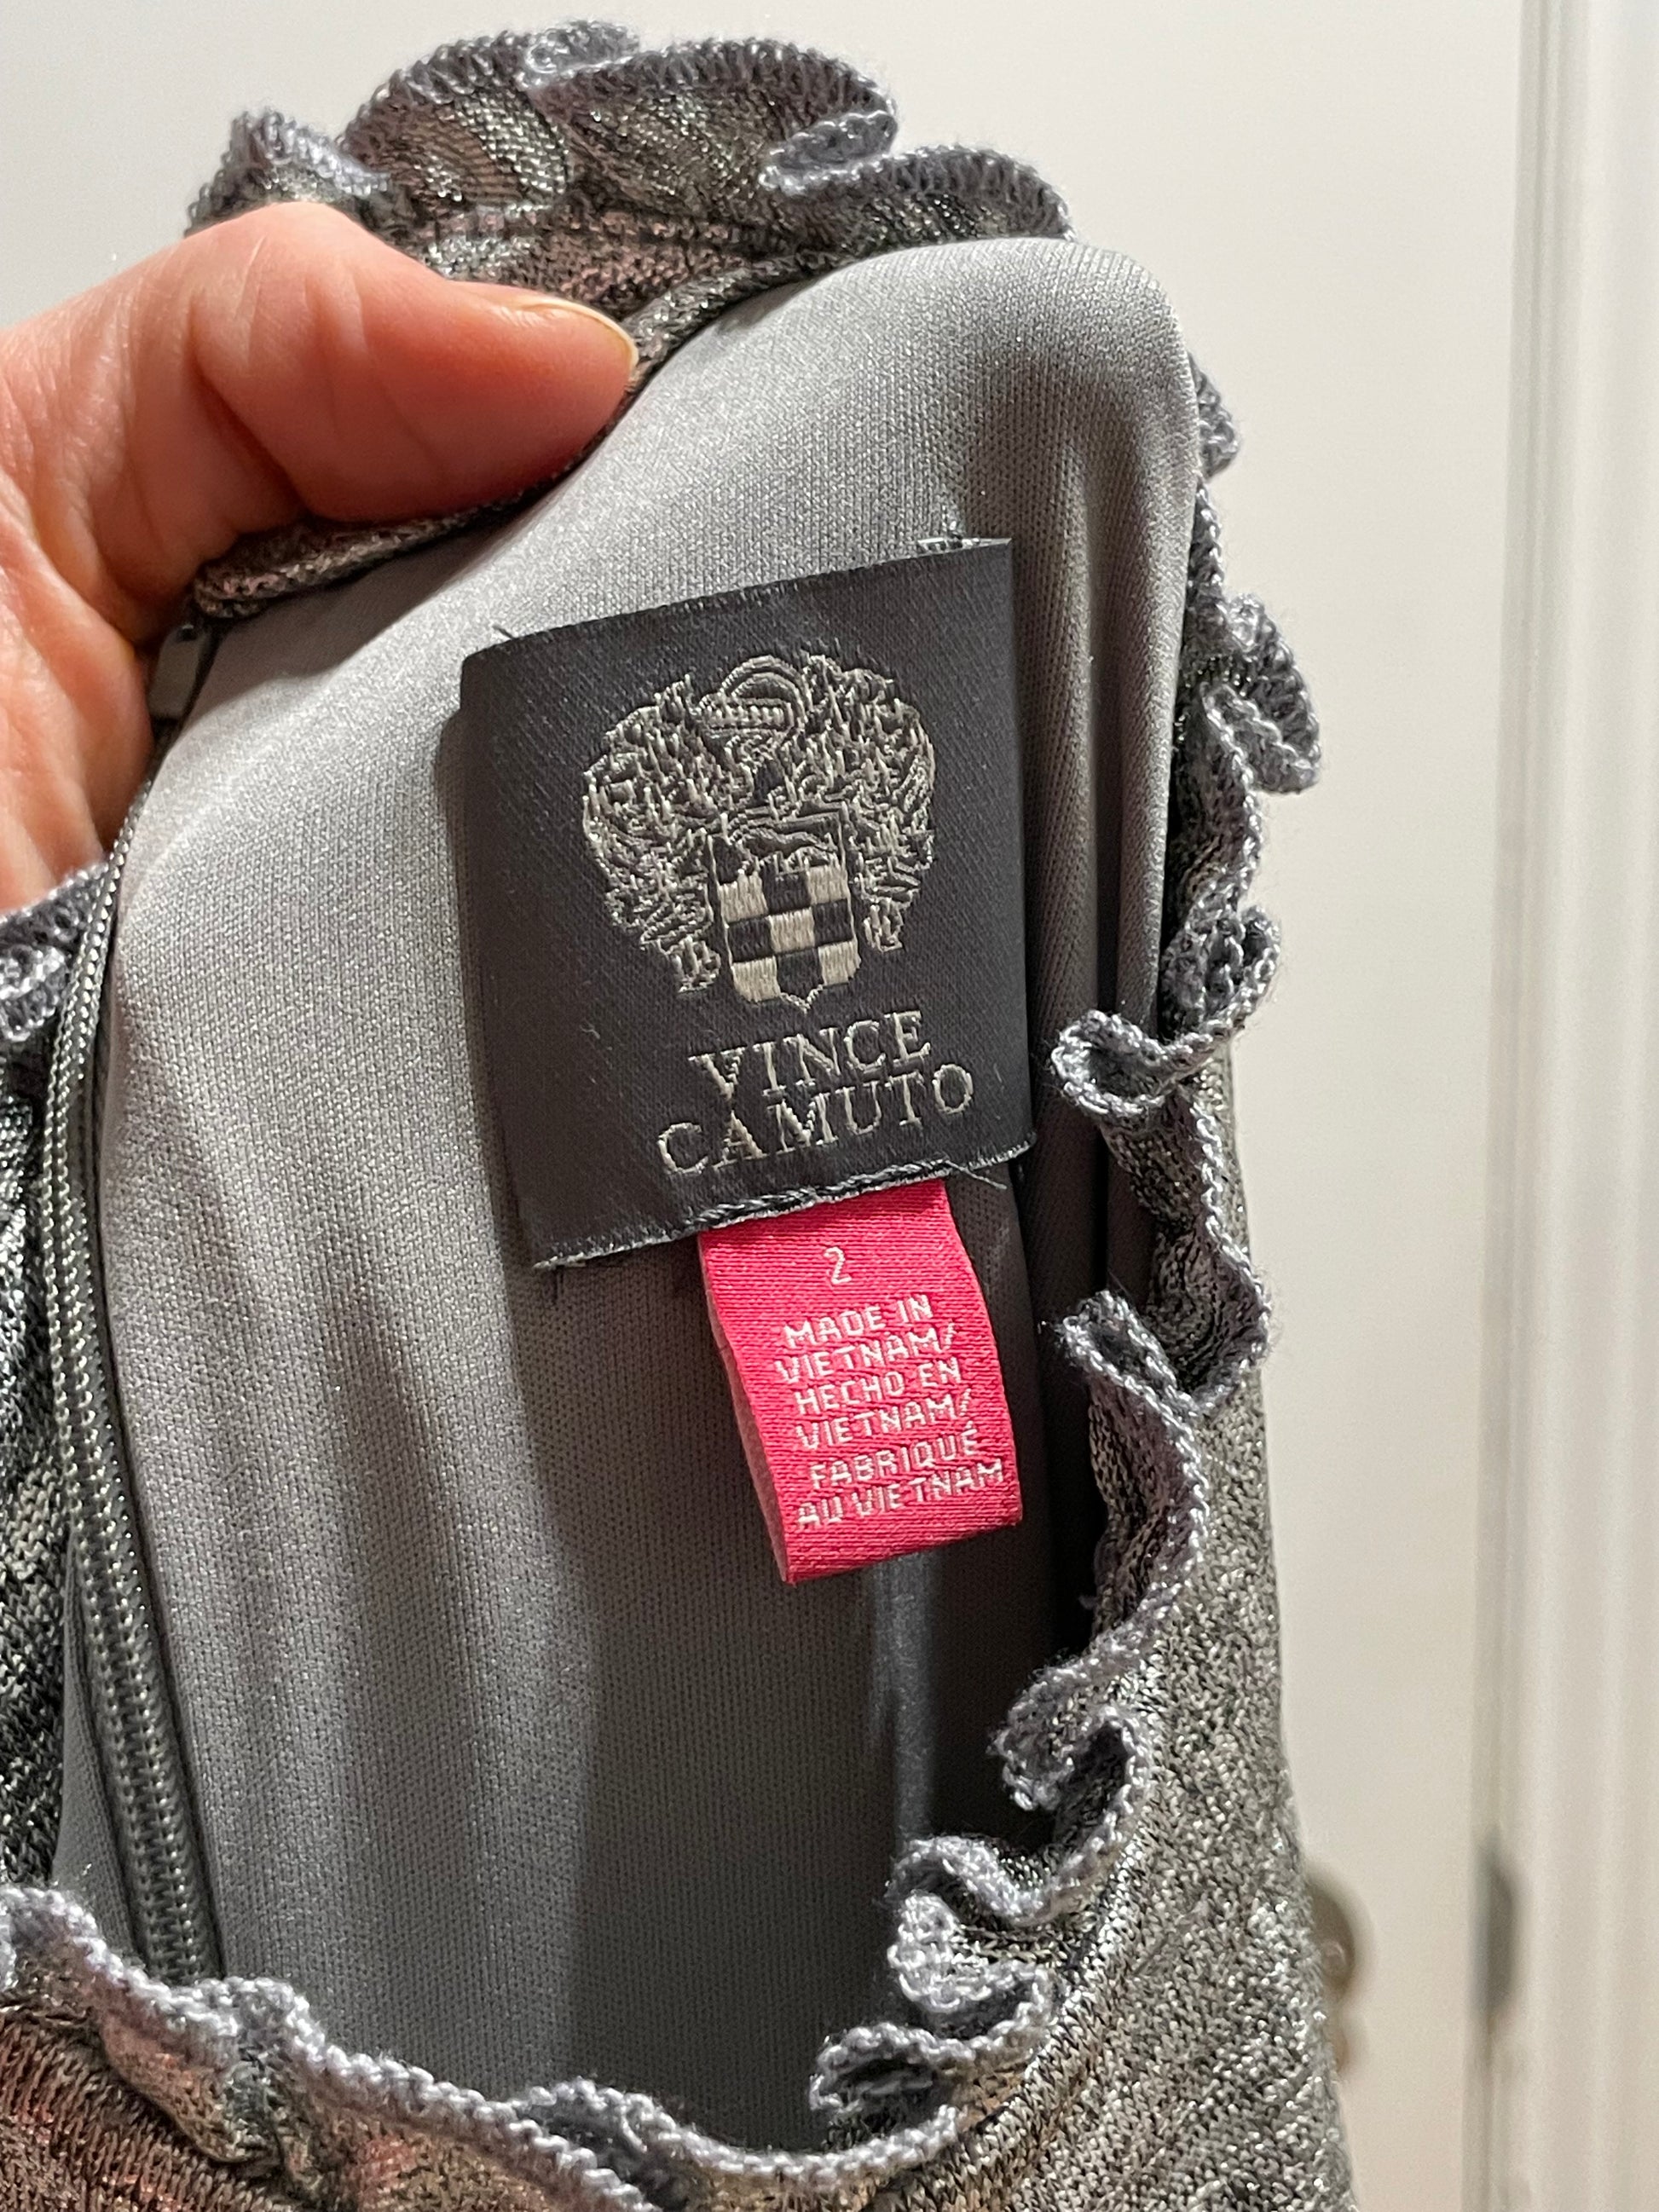 VINCE
CAMUTO
2
MADE IN
VIETNAM/
HECHO EN
VIETNAM/
FABRIQUÉ
AU VIETNAM